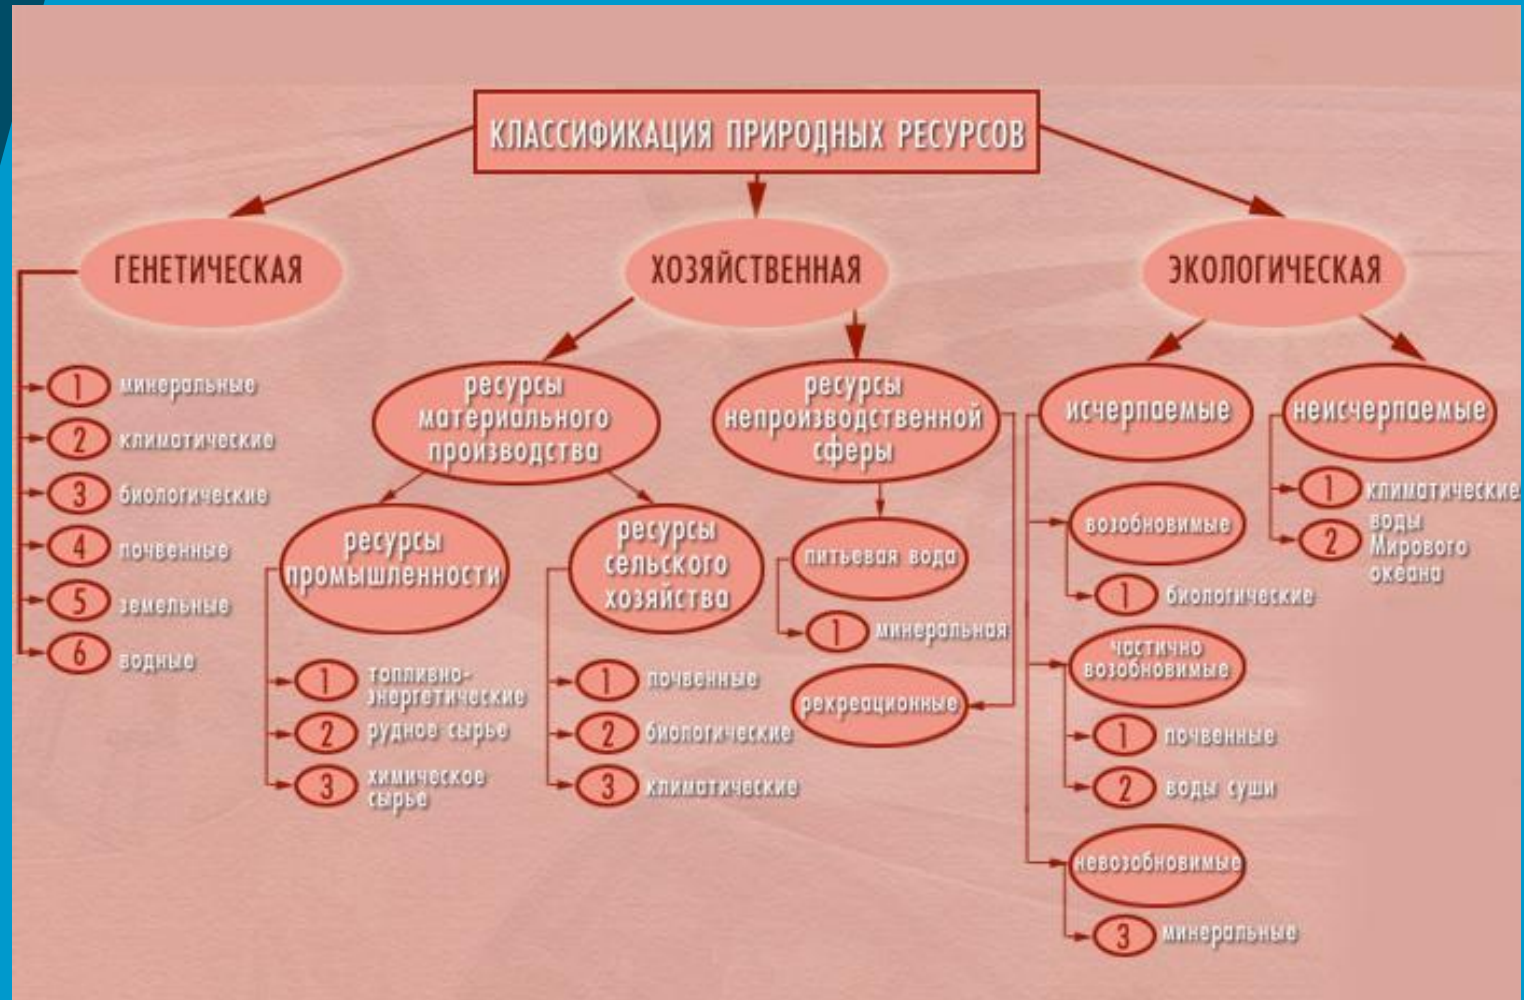 КЛАССИФИКАЦИЯ ПРИРОДНЫХ РЕСУРСОВ
ГЕНЕТИЧЕСКАЯ
1 минеральные
2 климатические
3 биологические
4 почвенные
5 земельные
6 водные
ХОЗЯЙСТВЕННАЯ
ресурсы
материального
производства
ресурсы
промышленности
1 топливно-
энергетические
2 рудное сырье
3 химическое
сырье
ресурсы
сельского
хозяйства
1 почвенные
2 биологические
3 климатические
ресурсы
непроизводственной
сферы
питьевая вода
1 минеральная
рекреационные
ЭКОЛОГИЧЕСКАЯ
исчерпаемые
возобновимые
1 биологические
частично
возобновимые
1 почвенные
2 воды суши
невозобновимые
3 минеральные
неисчерпаемые
1 климатические
2 воды
Мирового
океана